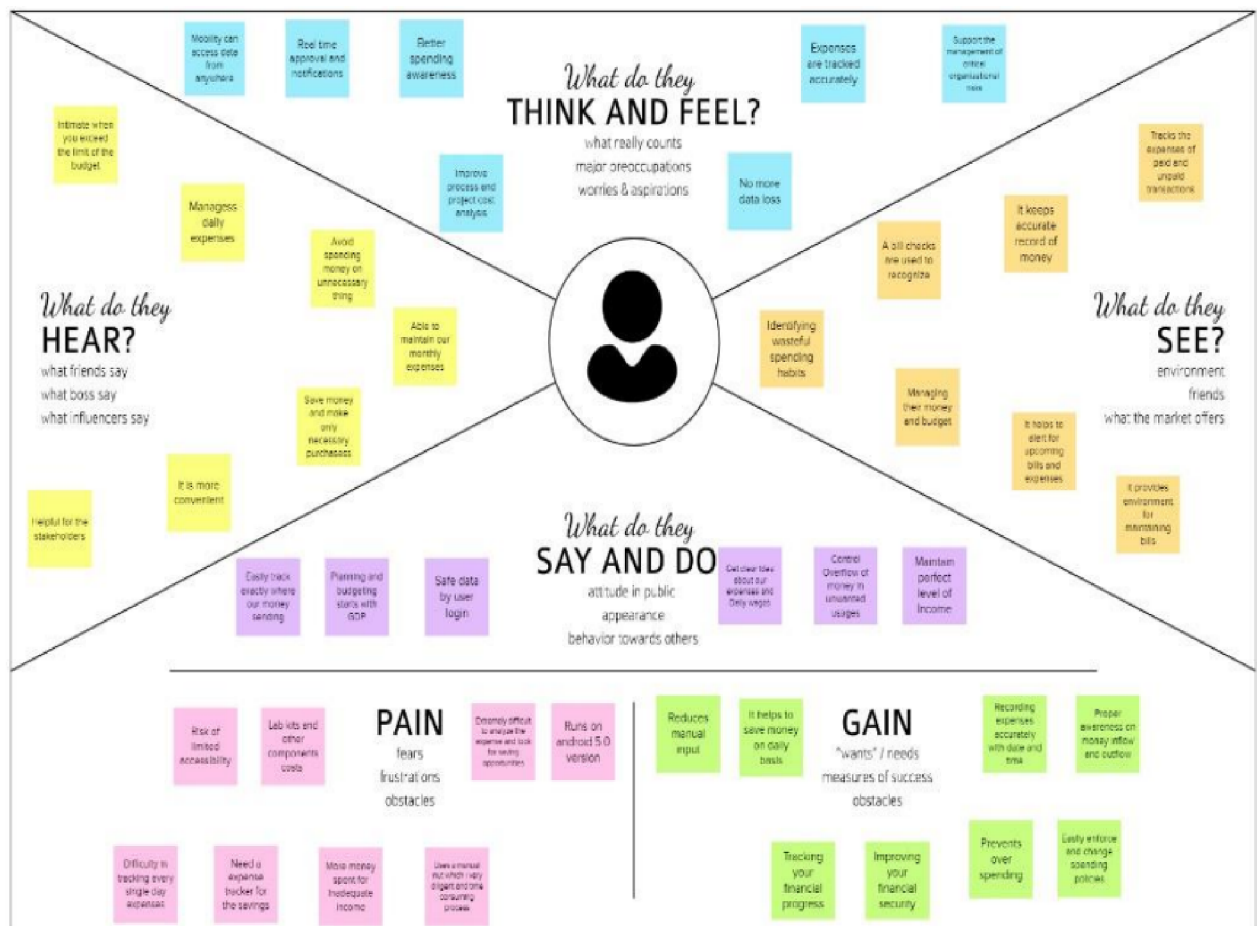 Mobility can
access data
from
anywhere
Real time
approval and
notifications
Better
spending
awareness
What do they
THINK AND FEEL?
what really counts
major preoccupations
worries & aspirations
Expenses
are tracked
accurately
Support the
management of
critical
organizational
Improve
process and
project cost
analysis
No more
data loss
Intimate when
you exceed
the limit of the
budget
Managess
daily
expenses
Avoid
spending
money on
unnecessary
thing
Able to
maintain our
monthly
expenses
What do they
HEAR?
what friends say
what boss say
what influencers say
Save money
and make
only
necessary
purchasess
It is more
convenient
Helpful for the
stakeholders
Tracks the
expenses of
paid and
unpaid
transactions
It keeps
accurate
record of
money
A bill checks
are used to
recognize
Identifying
wasteful
spending
habits
What do they
SEE?
environment
friends
what the market offers
Managing
their money
and budget
It helps to
alert for
upcoming
bills and
expenses
It provides
environment
for
maintaining
bills
What do they
SAY AND DO
attitude in public
appearance
behavior towards others
Easily track
exactly where
our money
sending
Planning and
budgeting
starts with
GDP
Safe data
by user
login
Get clear idea
about our
expenses and
Daily wages
Control
Overflow of
money in
unwanted
usages
Maintain
perfect
level of
Income
PAIN
fears
frustrations
obstacles
Risk of
limited
accessibility
Lab kits and
other
components
costs
Extremely difficult
to analyze the
expense and look
for saving
opportunities
Runs on
android 5.0
version
Difficulty in
tracking every
single day
expenses
Need a
expense
tracker for
the savings
More money
spent for
inadequate
income
Uses a manual
diligent and time
consuming
process
GAIN
"wants" / needs
measures of success
obstacles
Reduces
manual
input
It helps to
save money
on daily
basis
Recording
expenses
accurately
with date and
time
Proper
awareness on
money inflow
and outflow
Tracking
your
financial
progress
Improving
your
financial
security
Prevents
over
spending
Easily enforce
and change
spending
policies